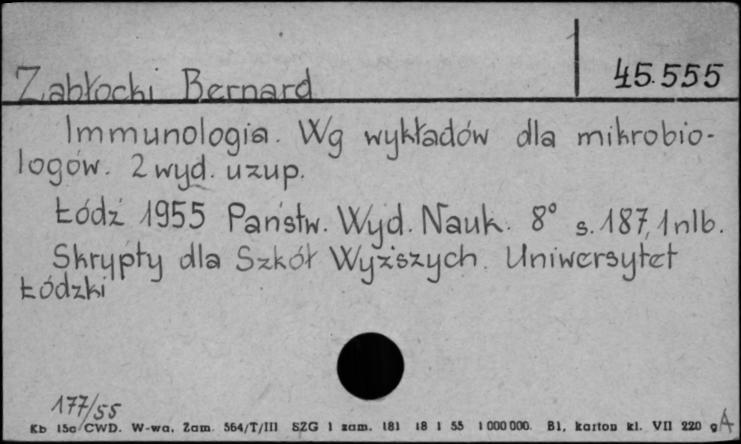 45.555
Zabłocki Bernard
Immunologia. Wg wykładów dla mikrobio-
logów. 2 wyd. uzup.
Łódź 1955 Państw. Wyd. Nauk. 8° s. 187, 1 nlb.
Skrypty dla Szkół Wyższych. Uniwersytet
Łódzki
177/55
Kb 15c CWD. W-wa. Zam. 564/T/III SZG 1 zam. 181 18 1 55 1 000 000. B1. karton kl. VII 220 g A